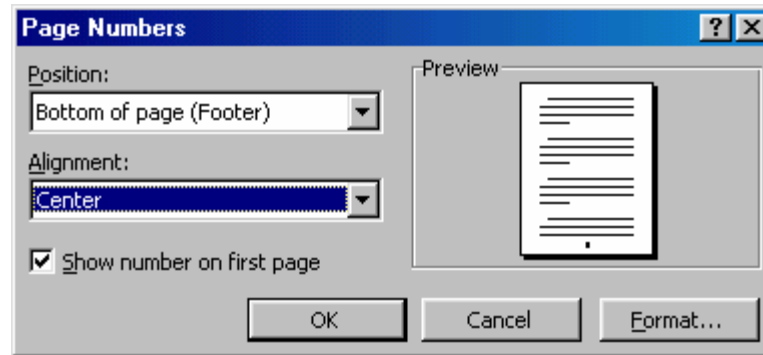 Page Numbers
Position:
Bottom of page (Footer)
Alignment:
Center
Show number on first page
Preview
OK
Cancel
Format...